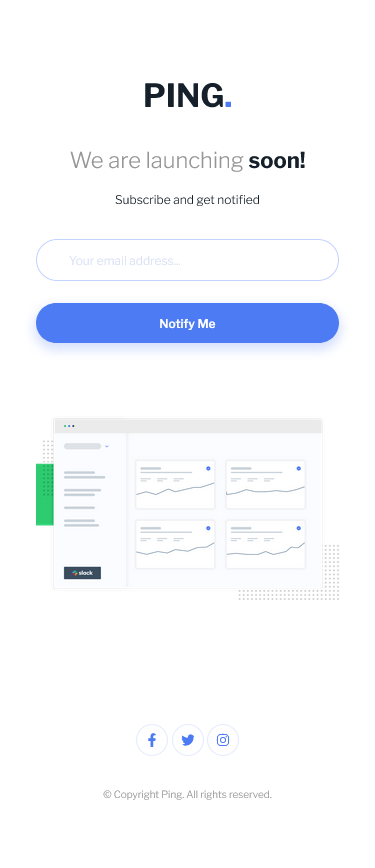 PING.
We are launching soon!
Subscribe and get notified
Your email address...
Notify Me
slack
© Copyright Ping. All rights reserved.